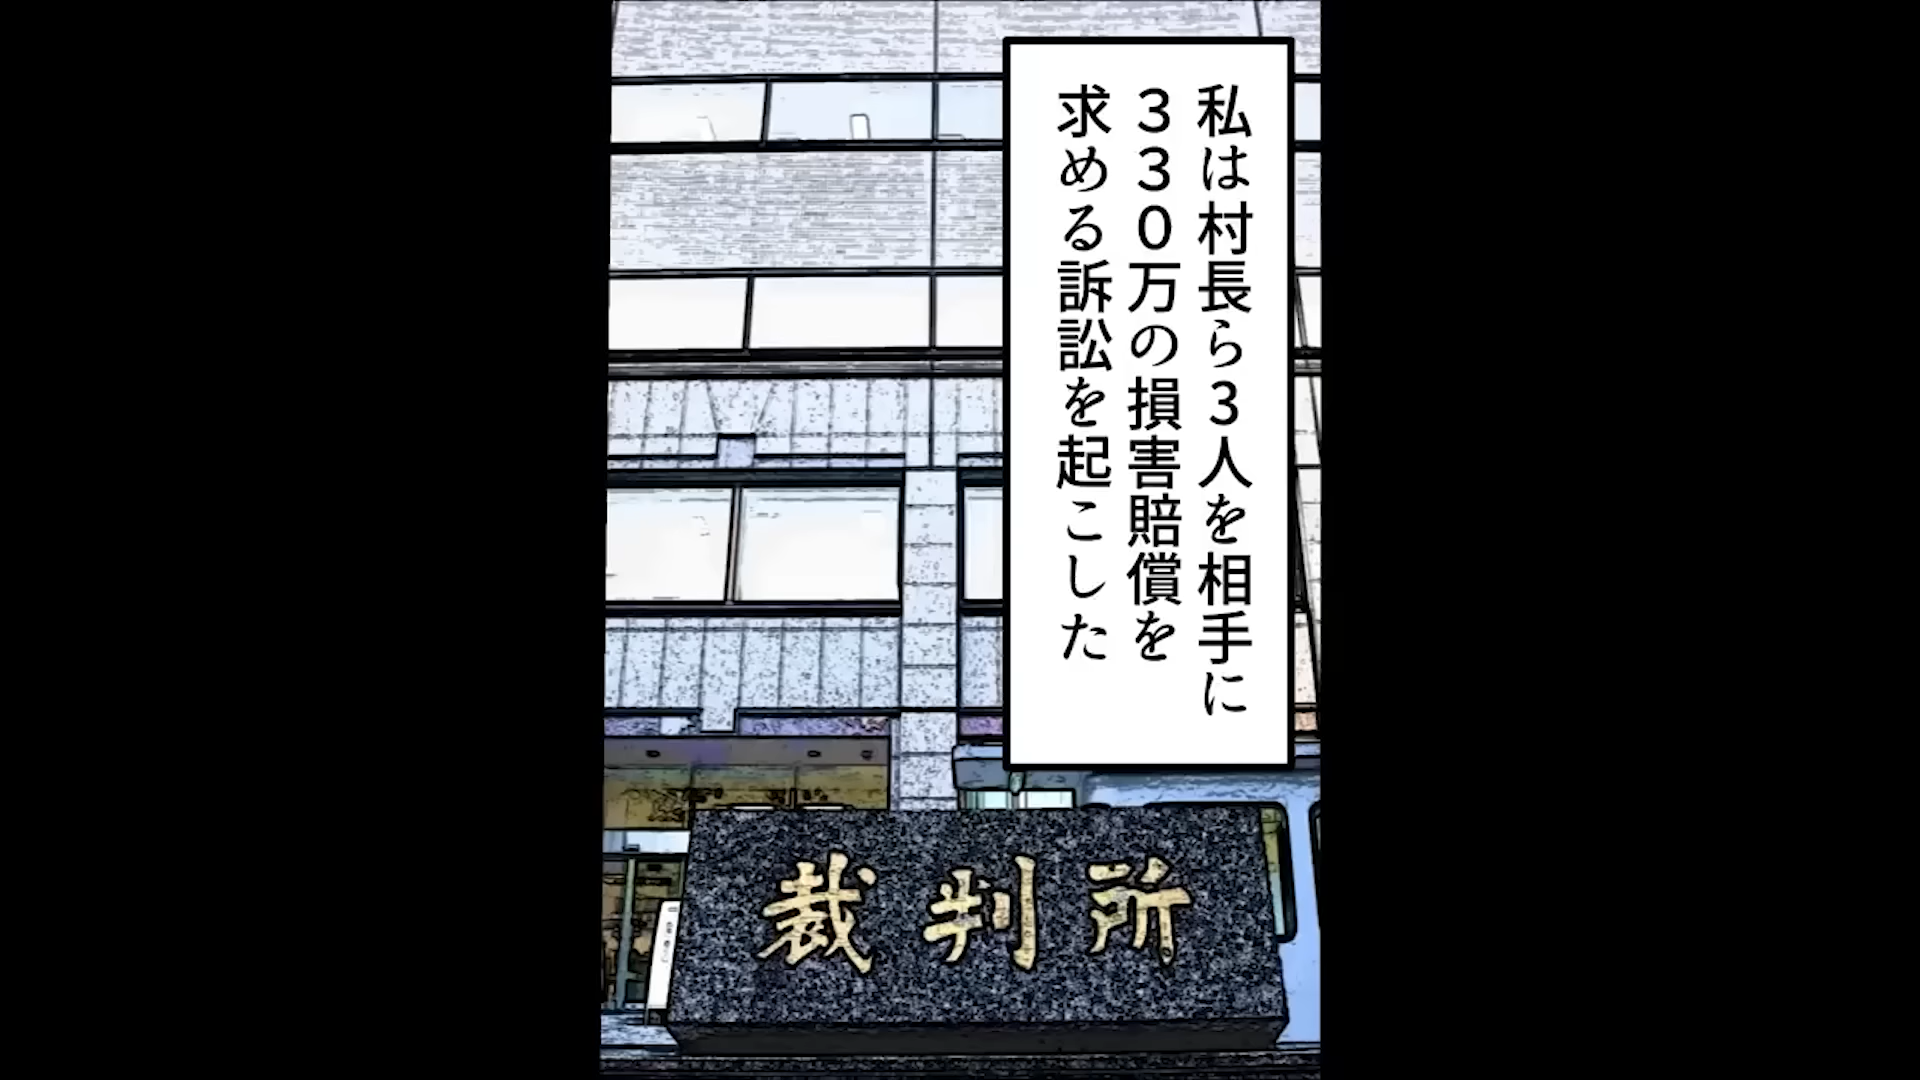 私は村長ら３人を相手に
３３０万の損害賠償を
求める訴訟を起こした
裁判所